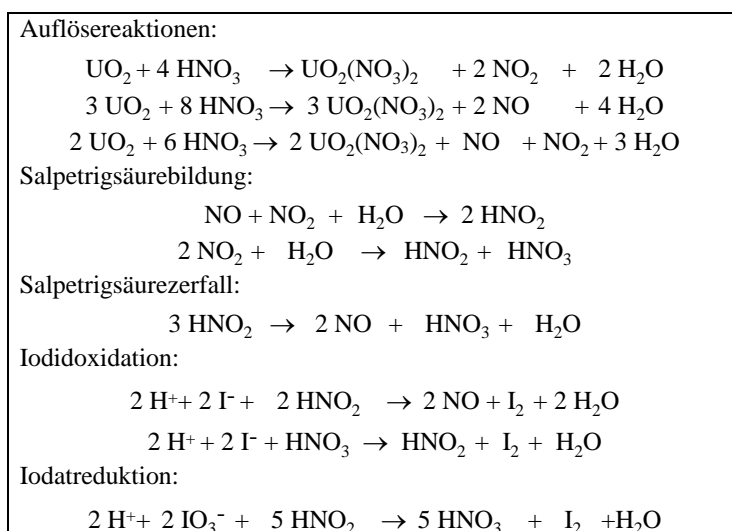 Auflösereaktionen:
UO₂ + 4 HNO₃ → UO₂(NO₃)₂ + 2 NO₂ + 2 H₂O
3 UO₂ + 8 HNO₃ → 3 UO₂(NO₃)₂ + 2 NO + 4 H₂O
2 UO₂ + 6 HNO₃ → 2 UO₂(NO₃)₂ + NO + NO₂ + 3 H₂O
Salpetrigsäurebildung:
NO + NO₂ + H₂O → 2 HNO₂
2 NO₂ + H₂O → HNO₂ + HNO₃
Salpetrigsäurezerfall:
3 HNO₂ → 2 NO + HNO₃ + H₂O
Iodidoxidation:
2 H⁺ + 2 I⁻ + 2 HNO₂ → 2 NO + I₂ + 2 H₂O
2 H⁺ + 2 I⁻ + HNO₃ → HNO₂ + I₂ + H₂O
Iodatreduktion:
2 H⁺ + 2 IO₃⁻ + 5 HNO₂ → 5 HNO₃ + I₂ + H₂O